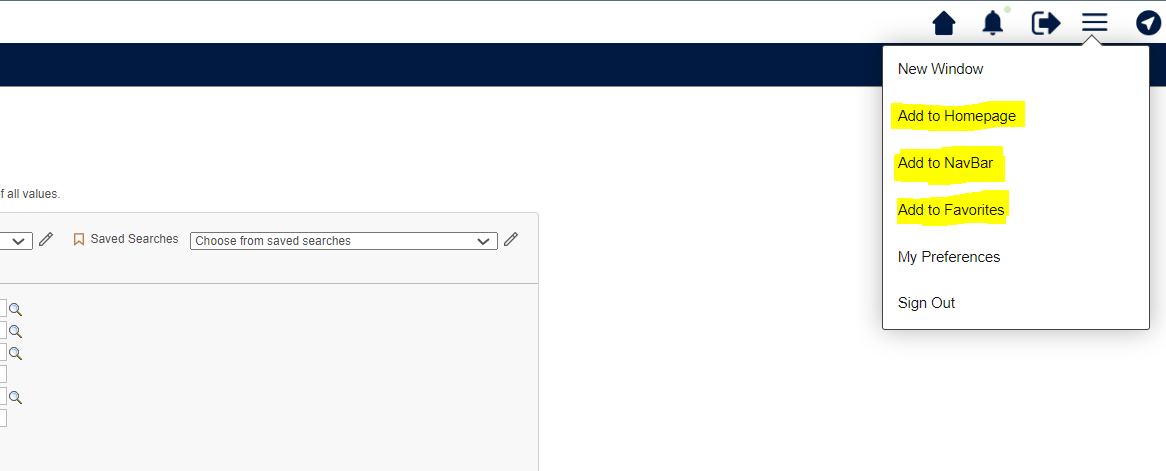 New Window
Add to Homepage
Add to NavBar
f all values.
Add to Favorites
Saved Searches Choose from saved searches
My Preferences
Sign Out